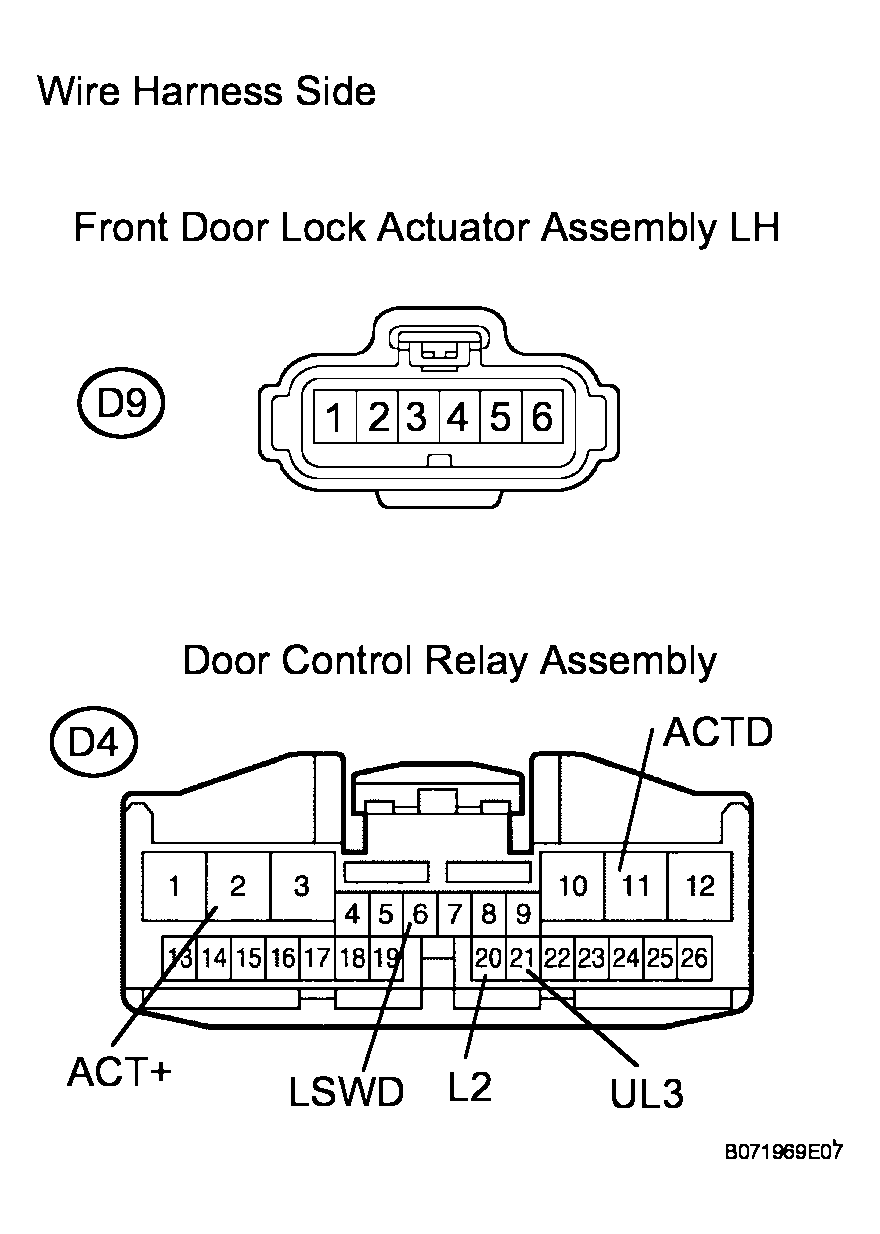 Wire Harness Side
Front Door Lock Actuator Assembly LH
D9
1 2 3 4 5 6
Door Control Relay Assembly
D4
ACTD
1 2 3 10 11 12
4 5 6 7 8 9
13 14 15 16 17 18 19 20 21 22 23 24 25 26
ACT+
LSWD
L2
UL3
B071969E07